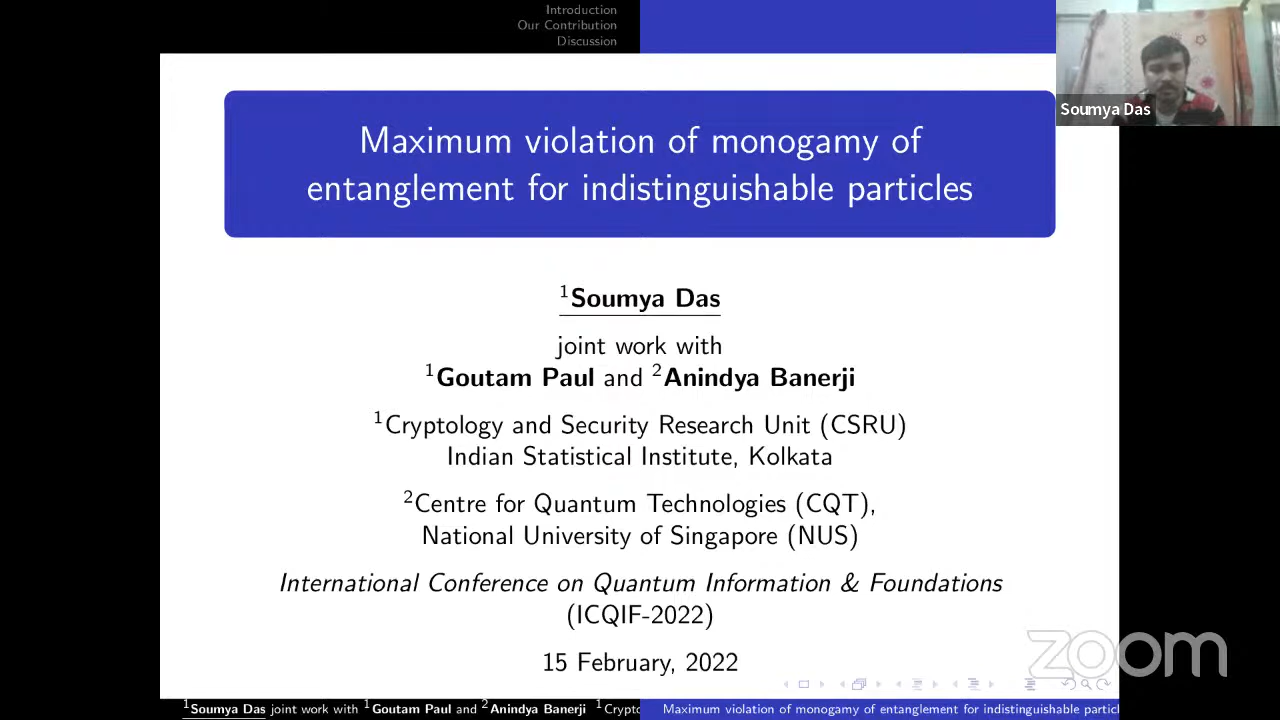 Introduction
Our Contribution
Discussion
Soumya Das
Maximum violation of monogamy of
entanglement for indistinguishable particles
¹Soumya Das
joint work with
¹Goutam Paul and ²Anindya Banerji
¹Cryptology and Security Research Unit (CSRU)
Indian Statistical Institute, Kolkata
²Centre for Quantum Technologies (CQT),
National University of Singapore (NUS)
International Conference on Quantum Information & Foundations
(ICQIF-2022)
15 February, 2022
zoom
¹Soumya Das joint work with ¹Goutam Paul and ²Anindya Banerji ¹Crypto
Maximum violation of monogamy of entanglement for indistinguishable particl